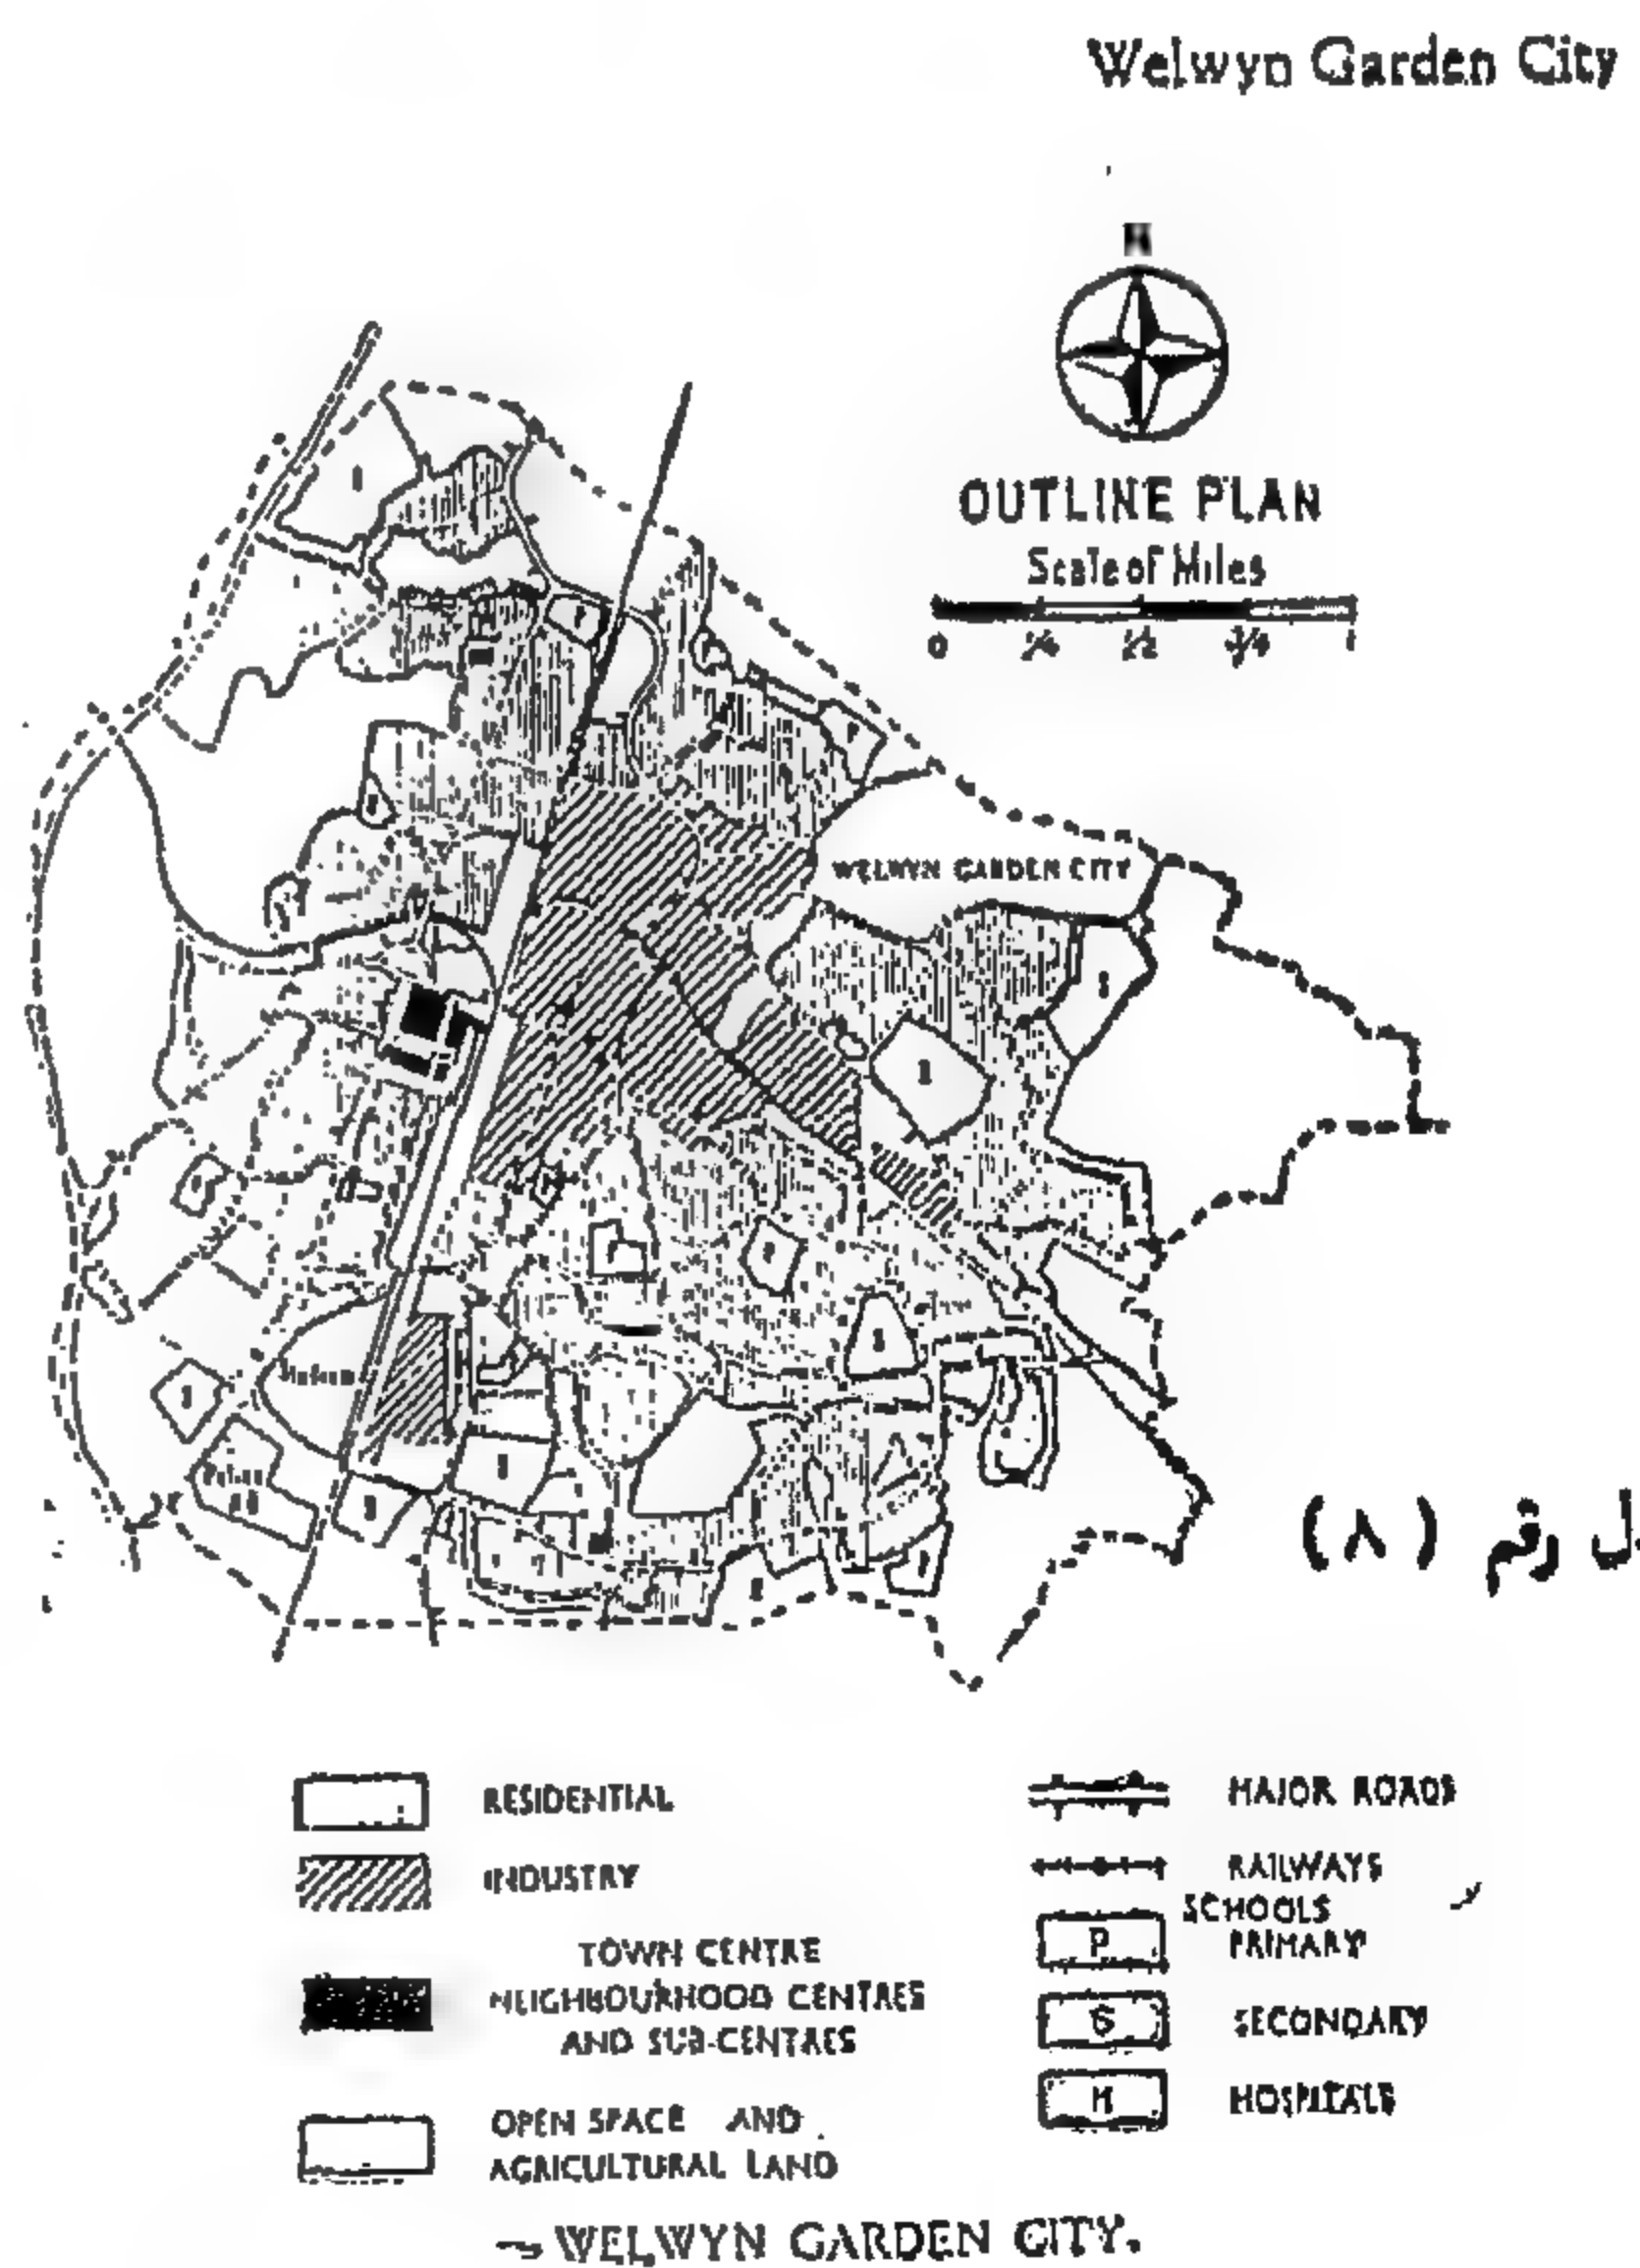 Welwyn Garden City
N
OUTLINE PLAN
Scale of Miles
0 1/4 1/2 3/4 1
WELWYN GARDEN CITY
رقم (٨)
RESIDENTIAL
INDUSTRY
TOWN CENTRE
NEIGHBOURHOOD CENTRES
AND SUB-CENTRES
OPEN SPACE AND
AGRICULTURAL LAND
MAJOR ROADS
RAILWAYS
SCHOOLS
P PRIMARY
S SECONDARY
H HOSPITALS
WELWYN GARDEN CITY.